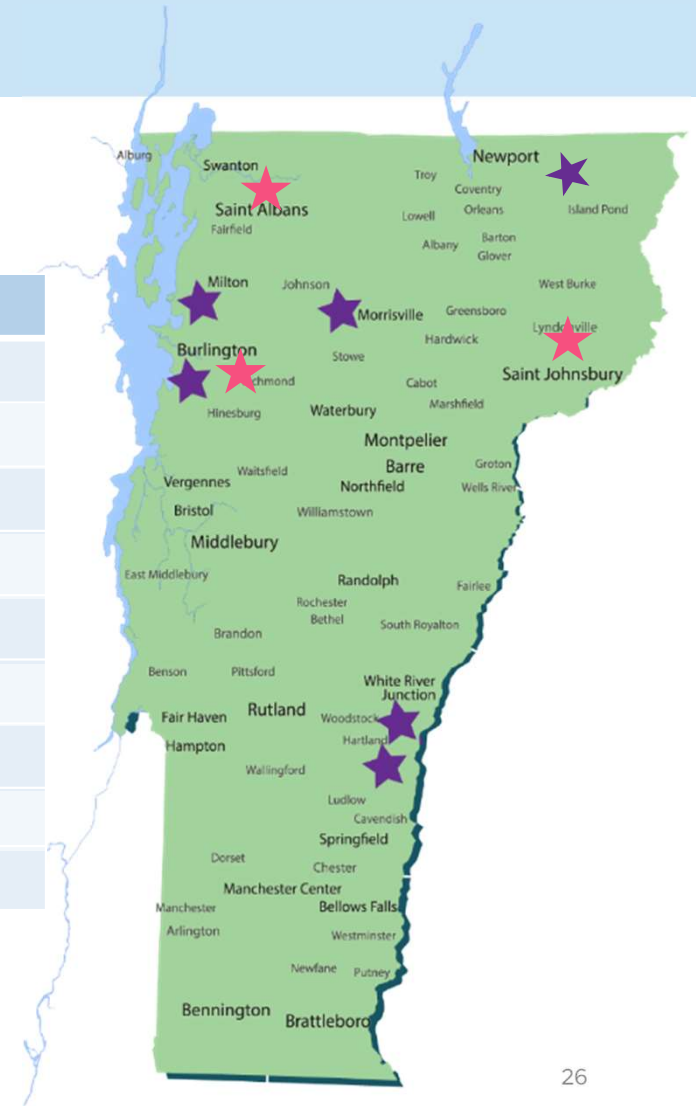 Alburg
Swanton
Newport
Troy
Coventry
Saint Albans
Lowell
Orleans
Island Pond
Fairfield
Albany
Barton
Glover
Milton
Johnson
West Burke
Morrisville
Greensboro
Hardwick
Burlington
Stowe
Saint Johnsbury
Cabot
Hinesburg
Waterbury
Marshfield
Montpelier
Barre
Groton
Waitsfield
Vergennes
Northfield
Wells River
Bristol
Williamstown
Middlebury
East Middlebury
Randolph
Fairlee
Rochester
Bethel
South Royalton
Brandon
Benson
Pittsford
White River
Junction
Fair Haven
Rutland
Woodstock
Hartland
Hampton
Wallingford
Ludlow
Cavendish
Springfield
Dorset
Chester
Manchester Center
Manchester
Bellows Falls
Arlington
Westminster
Newfane
Putney
Bennington
Brattleboro
26